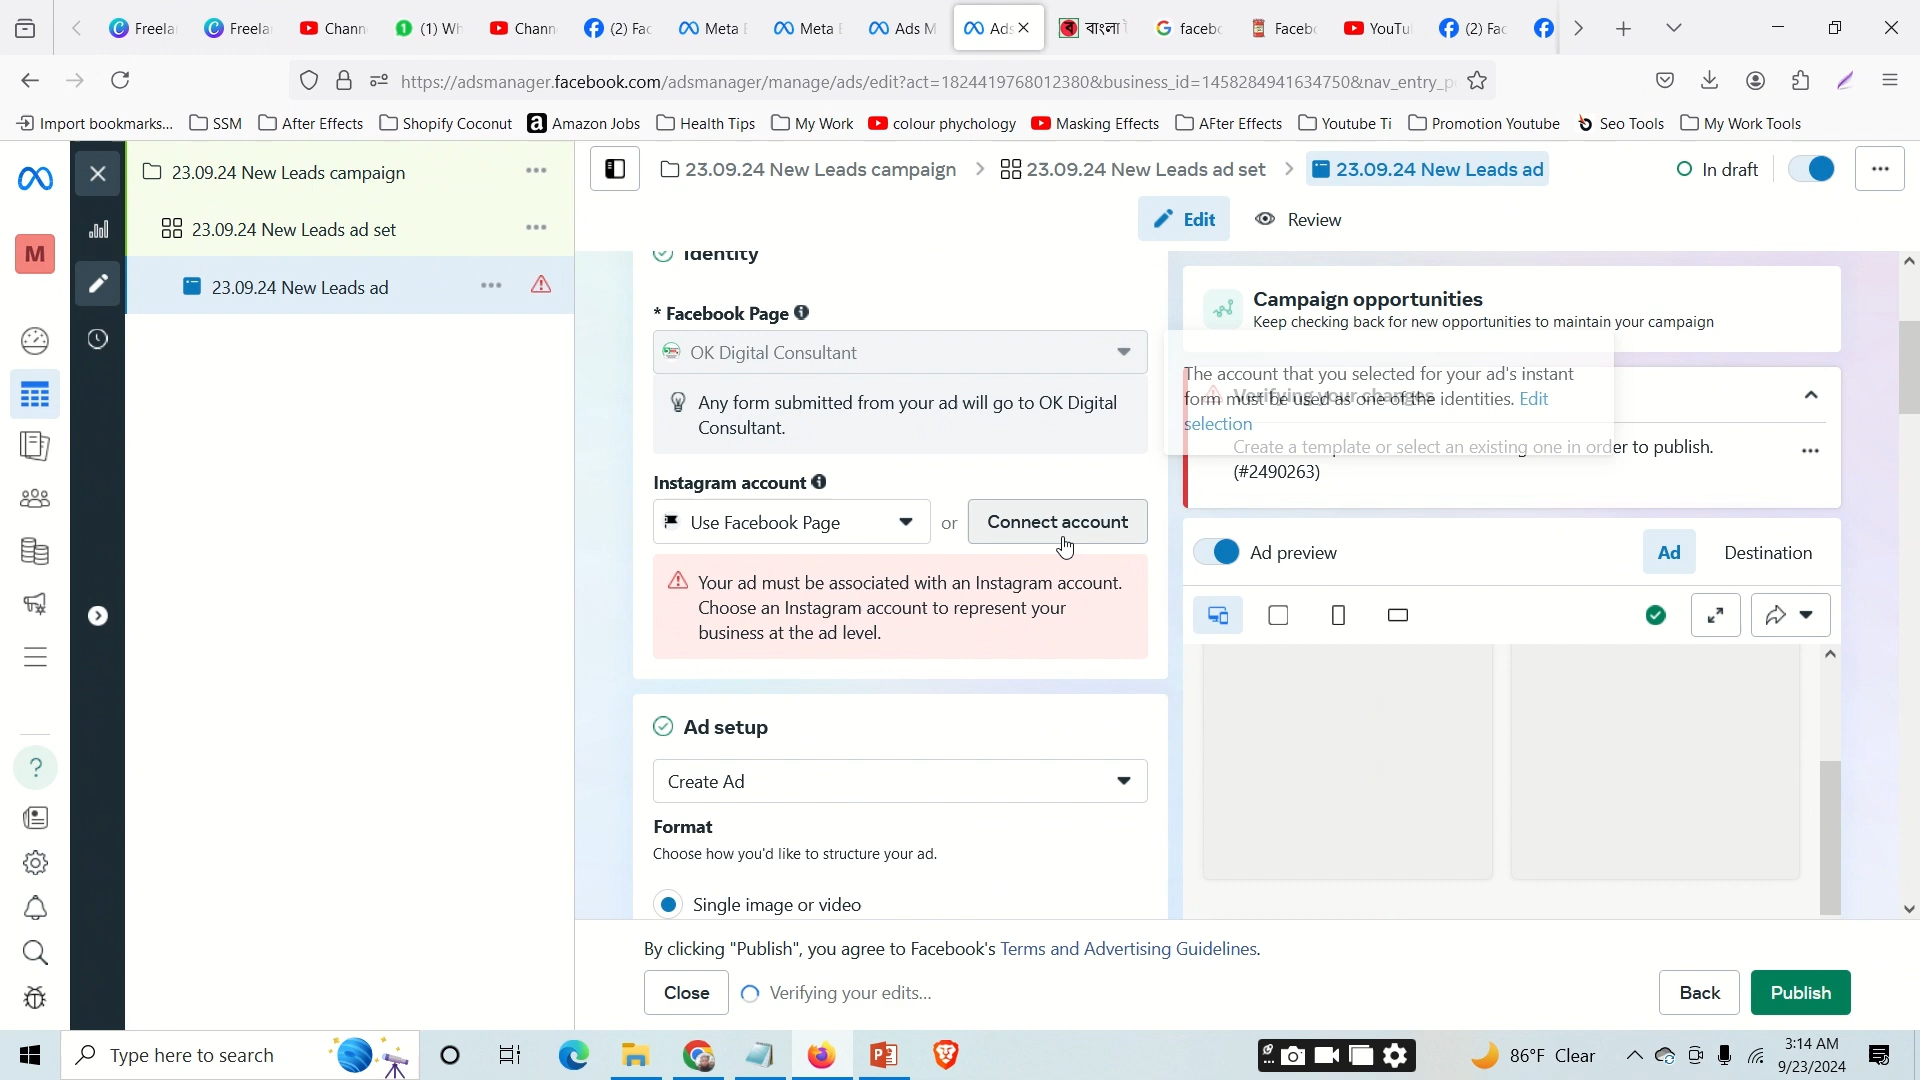 Freela
Freela
Chann
(1) Wh
Chann
(2) Fac
Meta
Meta
Ads M
Ads
faceb
Faceb
YouTu
(2) Fac
https://adsmanager.facebook.com/adsmanager/manage/ads/edit?act=1824419768012380&business_id=145828494163475​0&nav_entry_p
Import bookmarks...
SSM
After Effects
Shopify Coconut
Amazon Jobs
Health Tips
My Work
colour phychology
Masking Effects
AFter Effects
Youtube Ti
Promotion Youtube
Seo Tools
My Work Tools
M
23.09.24 New Leads campaign
23.09.24 New Leads ad set
23.09.24 New Leads ad
23.09.24 New Leads campaign
23.09.24 New Leads ad set
23.09.24 New Leads ad
In draft
Edit
Review
Identity
* Facebook Page
OK Digital Consultant
Any form submitted from your ad will go to OK Digital
Consultant.
Instagram account
Use Facebook Page
or
Connect account
Your ad must be associated with an Instagram account.
Choose an Instagram account to represent your
business at the ad level.
Ad setup
Create Ad
Format
Choose how you'd like to structure your ad.
Single image or video
Campaign opportunities
Keep checking back for new opportunities to maintain your campaign
The account that you selected for your ad's instant
form must be used as one of the identities. Edit
selection
Verifying your changes
Create a template or select an existing one in order to publish.
(#2490263)
Ad preview
Ad
Destination
By clicking "Publish", you agree to Facebook's Terms and Advertising Guidelines.
Close
Verifying your edits...
Back
Publish
Type here to search
86°F Clear
3:14 AM
9/23/2024